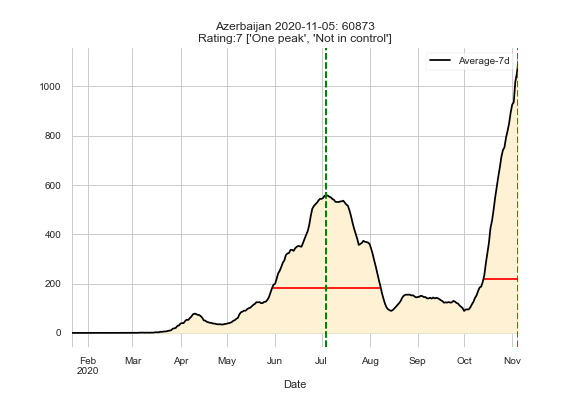 Azerbaijan 2020-11-05: 60873
Rating:7 ['One peak', 'Not in control']
Average-7d
1000
800
600
400
200
0
Feb Mar Apr May Jun Jul Aug Sep Oct Nov
2020
Date